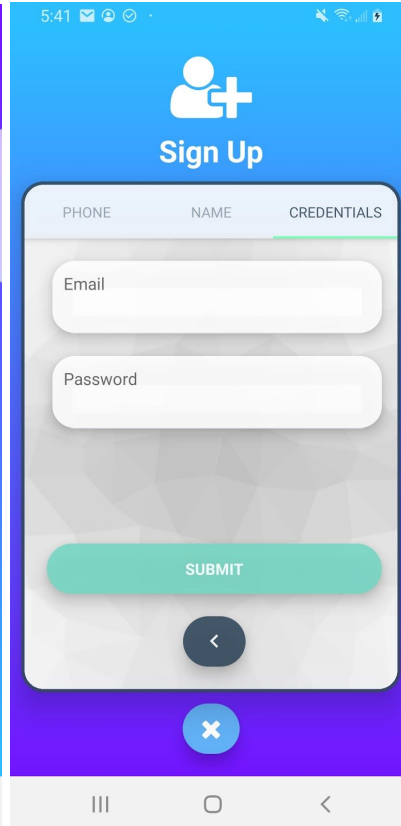 5:41
Sign Up
PHONE NAME CREDENTIALS
Email
Password
SUBMIT